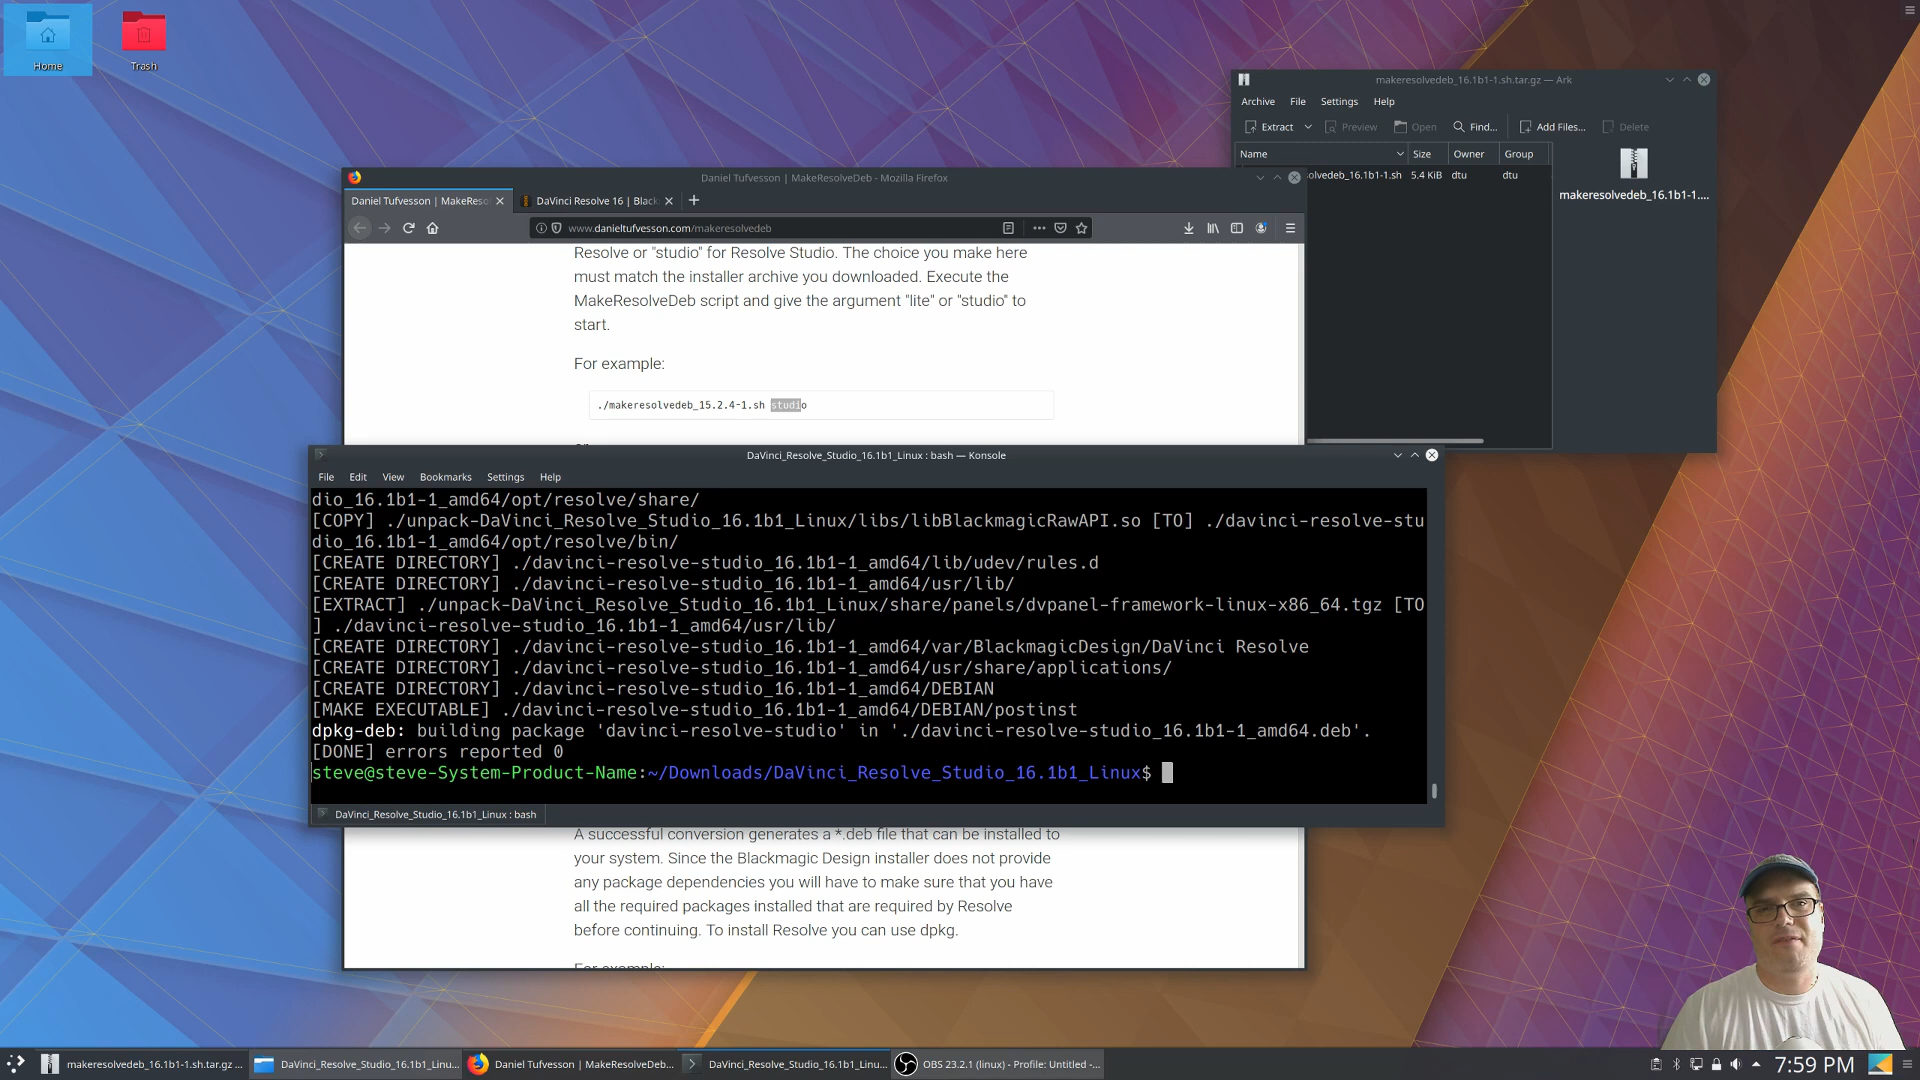 Home
Trash
makeresolvedeb_16.1b1-1.sh.tar.gz — Ark
Archive File Settings Help
Extract Preview Open Find... Add Files... Delete
Name Size Owner Group
solvedeb_16.1b1-1.sh 5.4 KiB dtu dtu
makeresolvedeb_16.1b1-1....
Daniel Tufvesson | MakeResolveDeb - Mozilla Firefox
Daniel Tufvesson | MakeReso
DaVinci Resolve 16 | Black
www.danieltufvesson.com/makeresolvedeb
Resolve or "studio" for Resolve Studio. The choice you make here
must match the installer archive you downloaded. Execute the
MakeResolveDeb script and give the argument "lite" or "studio" to
start.
For example:
./makeresolvedeb_15.2.4-1.sh studio
DaVinci_Resolve_Studio_16.1b1_Linux : bash — Konsole
File Edit View Bookmarks Settings Help
dio_16.1b1-1_amd64/opt/resolve/share/
[COPY] ./unpack-DaVinci_Resolve_Studio_16.1b1_Linux/libs/libBlackmagicRawAPI.so [TO] ./davinci-resolve-stu
dio_16.1b1-1_amd64/opt/resolve/bin/
[CREATE DIRECTORY] ./davinci-resolve-studio_16.1b1-1_amd64/lib/udev/rules.d
[CREATE DIRECTORY] ./davinci-resolve-studio_16.1b1-1_amd64/usr/lib/
[EXTRACT] ./unpack-DaVinci_Resolve_Studio_16.1b1_Linux/share/panels/dvpanel-framework-linux-x86_64.tgz [TO
] ./davinci-resolve-studio_16.1b1-1_amd64/usr/lib/
[CREATE DIRECTORY] ./davinci-resolve-studio_16.1b1-1_amd64/var/BlackmagicDesign/DaVinci Resolve
[CREATE DIRECTORY] ./davinci-resolve-studio_16.1b1-1_amd64/usr/share/applications/
[CREATE DIRECTORY] ./davinci-resolve-studio_16.1b1-1_amd64/DEBIAN
[MAKE EXECUTABLE] ./davinci-resolve-studio_16.1b1-1_amd64/DEBIAN/postinst
dpkg-deb: building package 'davinci-resolve-studio' in './davinci-resolve-studio_16.1b1-1_amd64.deb'.
[DONE] errors reported 0
steve@steve-System-Product-Name:~/Downloads/DaVinci_Resolve_Studio_16.1b1_Linux$
DaVinci_Resolve_Studio_16.1b1_Linux : bash
A successful conversion generates a *.deb file that can be installed to
your system. Since the Blackmagic Design installer does not provide
any package dependencies you will have to make sure that you have
all the required packages installed that are required by Resolve
before continuing. To install Resolve you can use dpkg.
For example:
makeresolvedeb_16.1b1-1.sh.tar.gz ...
DaVinci_Resolve_Studio_16.1b1_Linu...
Daniel Tufvesson | MakeResolveDeb...
DaVinci_Resolve_Studio_16.1b1_Linu...
OBS 23.2.1 (linux) - Profile: Untitled -...
7:59 PM